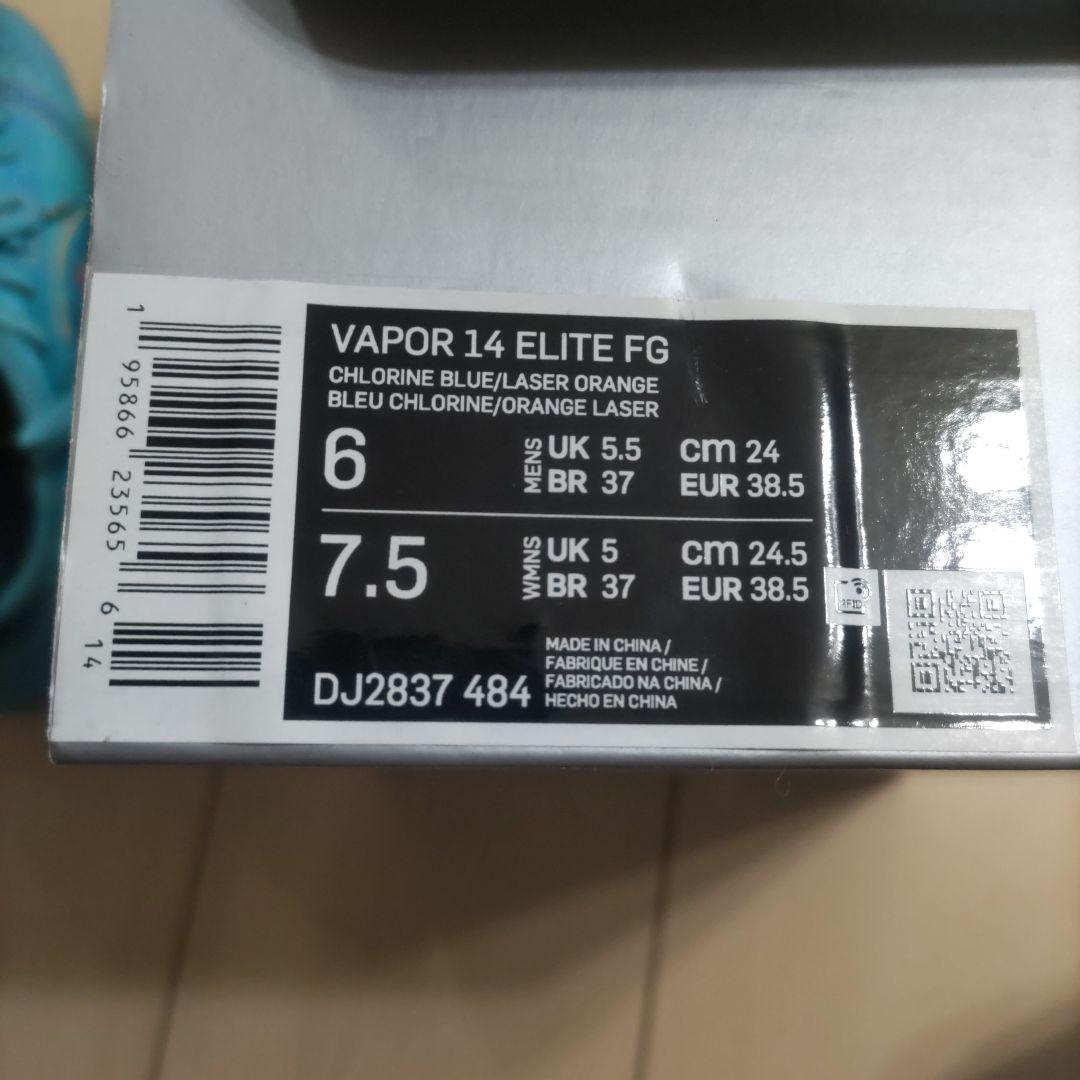 VAPOR 14 ELITE FG
CHLORINE BLUE/LASER ORANGE
BLEU CHLORINE/ORANGE LASER
6 MENS UK 5.5 cm 24
BR 37 EUR 38.5
7.5 WMNS UK 5 cm 24.5
BR 37 EUR 38.5
DJ2837 484
MADE IN CHINA /
FABRIQUE EN CHINE /
FABRICADO NA CHINA /
HECHO EN CHINA
RFID
1 95866 23565 6 14